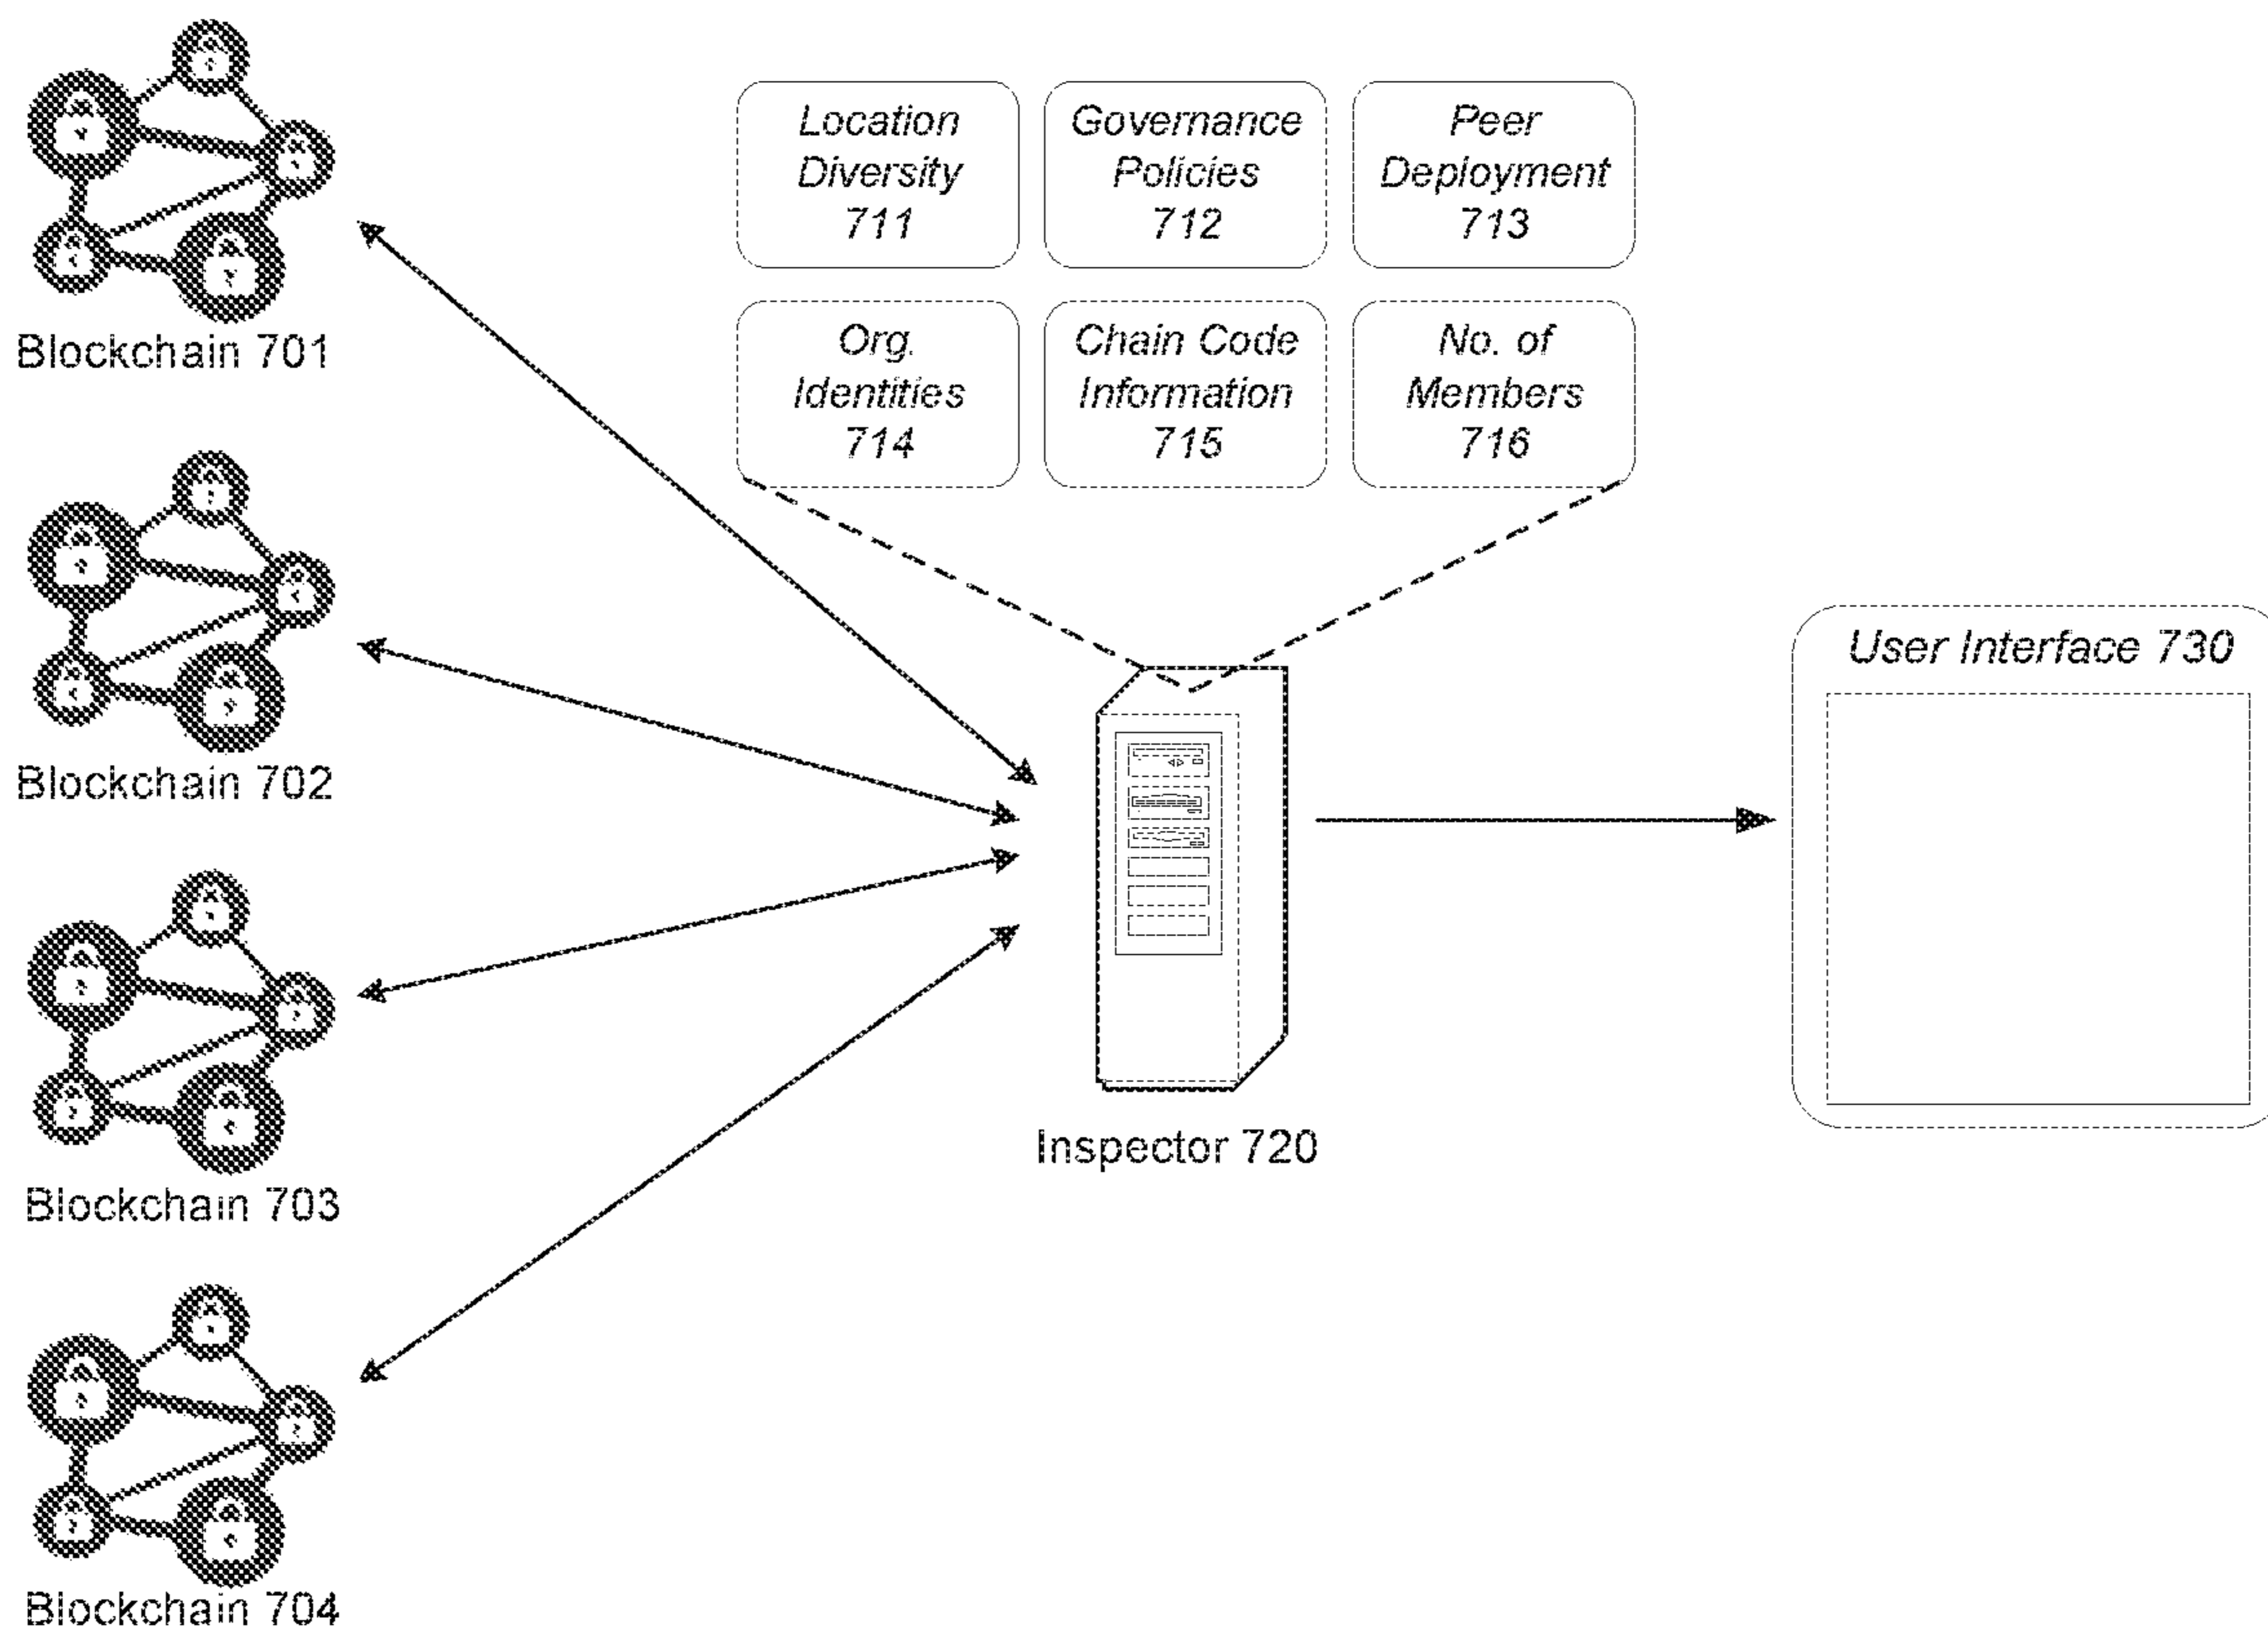 Location
Diversity
711
Governance
Policies
712
Peer
Deployment
713
Org.
Identities
714
Chain Code
Information
715
No. of
Members
716
Blockchain 701
Blockchain 702
Blockchain 703
Blockchain 704
Inspector 720
User Interface 730